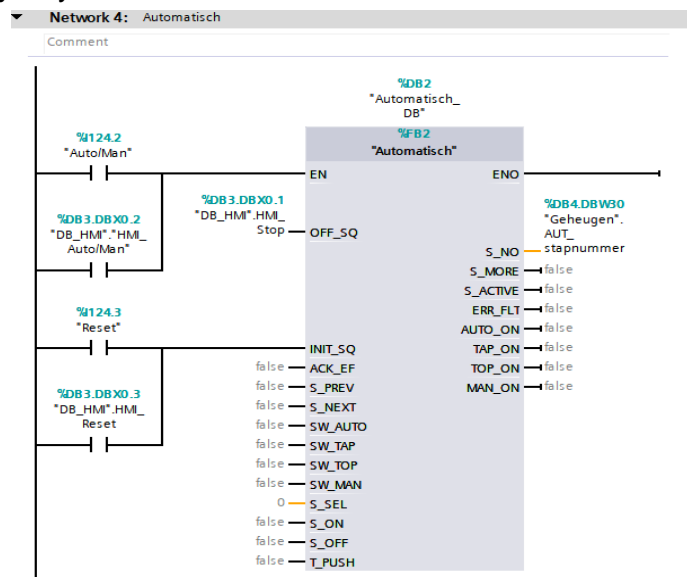 Network 4: Automatisch
Comment
%DB2
"Automatisch_
DB"
%FB2
"Automatisch"
%I124.2
"Auto/Man"
EN
ENO
%DB3.DBX0.2
"DB_HMI"."HMI_
Auto/Man"
%DB3.DBX0.1
"DB_HMI".HMI_
Stop
OFF_SQ
%DB4.DBW30
"Geheugen".
AUT_
stapnummer
S_NO
S_MORE
false
S_ACTIVE
false
%I124.3
"Reset"
ERR_FLT
false
AUTO_ON
false
INIT_SQ
TAP_ON
false
false
ACK_EF
TOP_ON
false
%DB3.DBX0.3
"DB_HMI".HMI_
Reset
false
S_PREV
MAN_ON
false
false
S_NEXT
false
SW_AUTO
false
SW_TAP
false
SW_TOP
false
SW_MAN
0
S_SEL
false
S_ON
false
S_OFF
false
T_PUSH